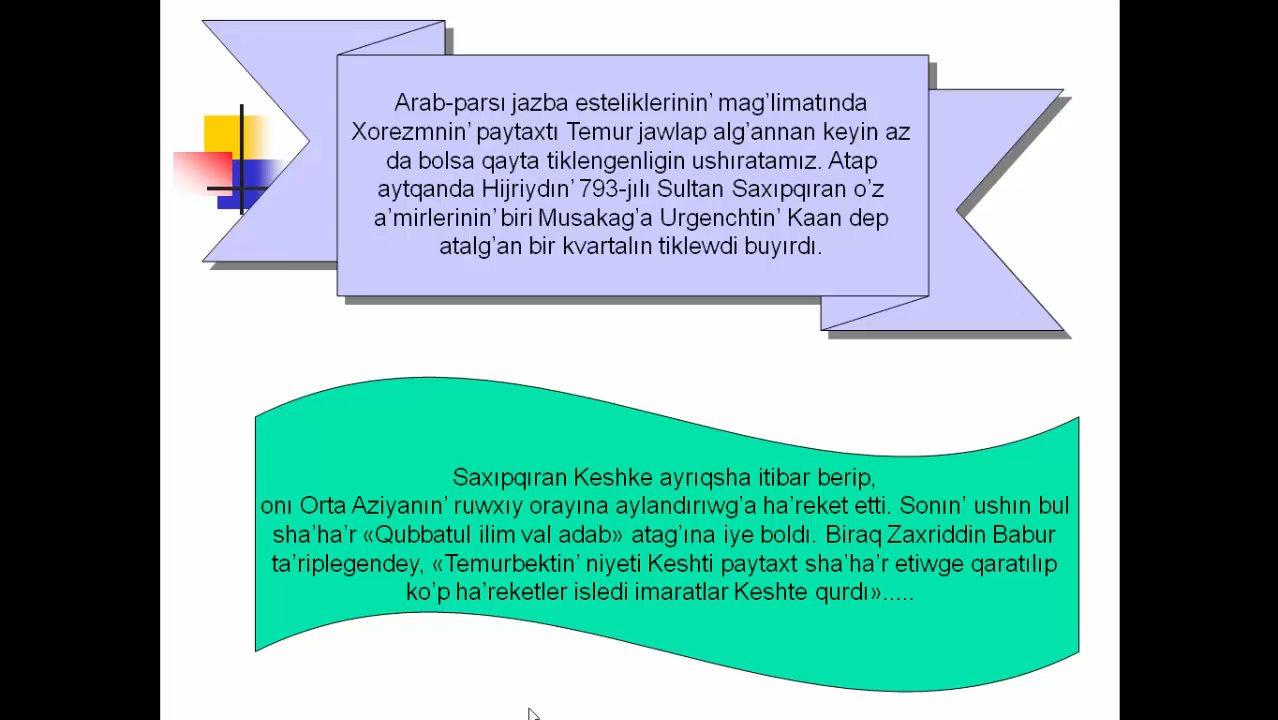 Arab-parsı jazba esteliklerinin’ mag’limatında
Xorezmnin’ paytaxtı Temur jawlap alg’annan keyin az
da bolsa qayta tiklengenligin ushıratamız. Atap
aytqanda Hijriydın’ 793-jılı Sultan Saxıpqıran o’z
a’mirlerinin’ biri Musakag’a Urgenchtin’ Kaan dep
atalg’an bir kvartalın tiklewdi buyırdı.
Saxıpqıran Keshke ayrıqsha itibar berip,
onı Orta Aziyanın’ ruwxıy orayına aylandırıwg’a ha’reket etti. Sonın’ ushın bul
sha’ha’r «Qubbatul ilim val adab» atag’ına iye boldı. Biraq Zaxriddin Babur
ta’riplegendey, «Temurbektin’ niyeti Keshti paytaxt sha’ha’r etiwge qaratılıp
ko’p ha’reketler isledi imaratlar Keshte qurdı».....